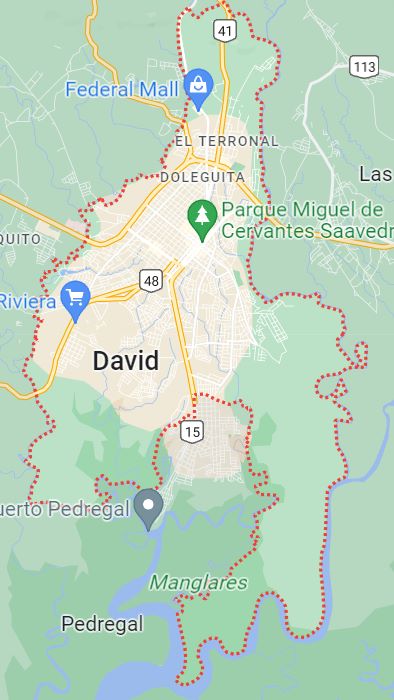 41
113
Federal Mall
EL TERRONAL
Las
DOLEGUITA
Parque Miguel de
Cervantes Saavedr
QUITO
48
Riviera
David
15
uerto Pedregal
Manglares
Pedregal